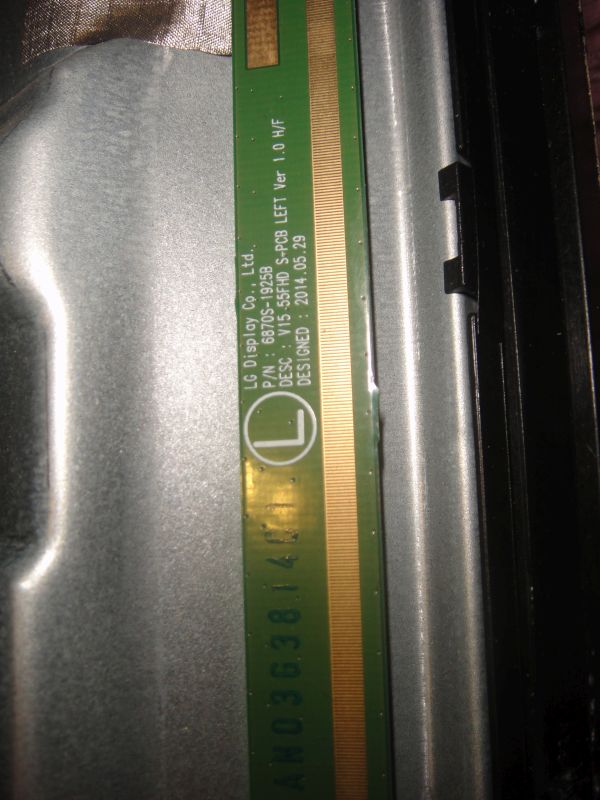 LG Display Co., Ltd.
P/N : 6870S-1925B
DESC : V15 55FHD S-PCB LEFT Ver 1.0 H/F
DESIGNED : 2014.05.29
L